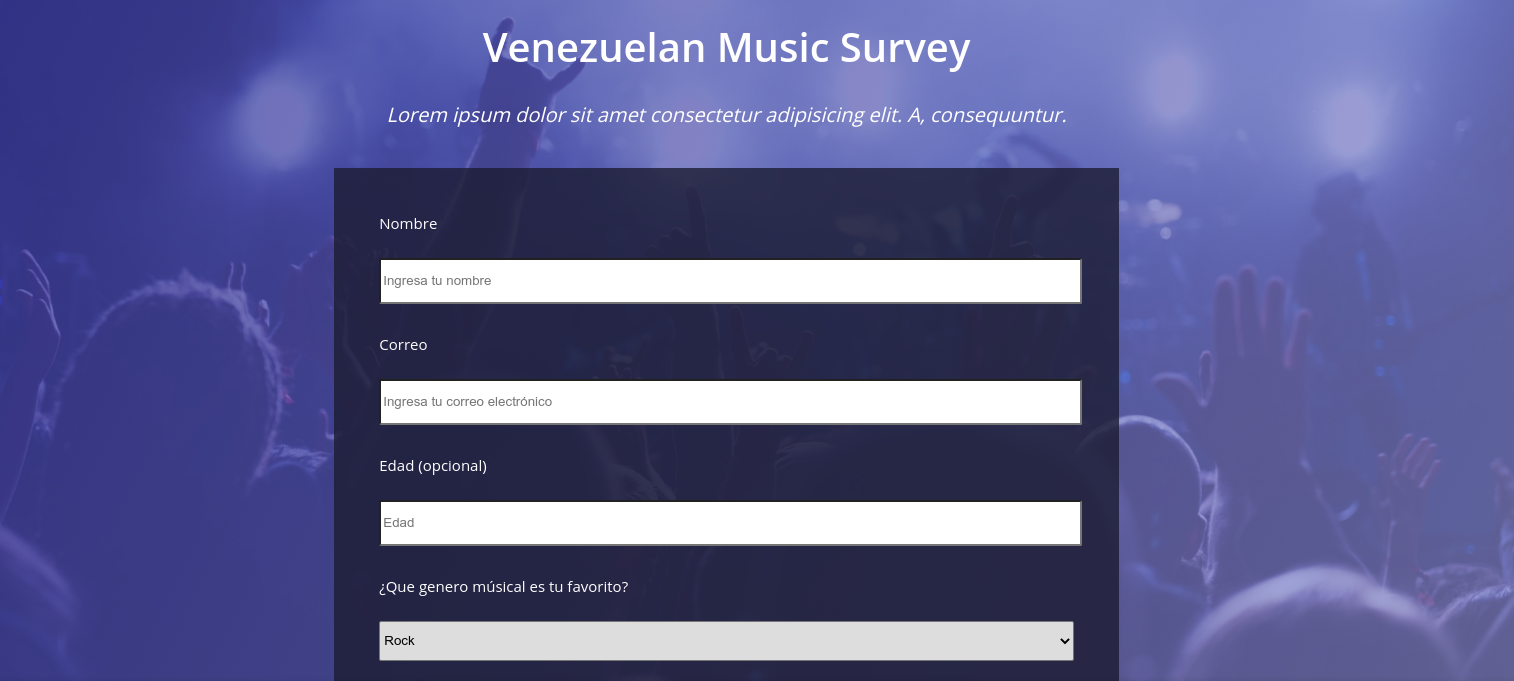 Venezuelan Music Survey
Lorem ipsum dolor sit amet consectetur adipisicing elit. A, consequuntur.
Nombre
Ingresa tu nombre
Correo
Ingresa tu correo electrónico
Edad (opcional)
Edad
¿Que genero músical es tu favorito?
Rock